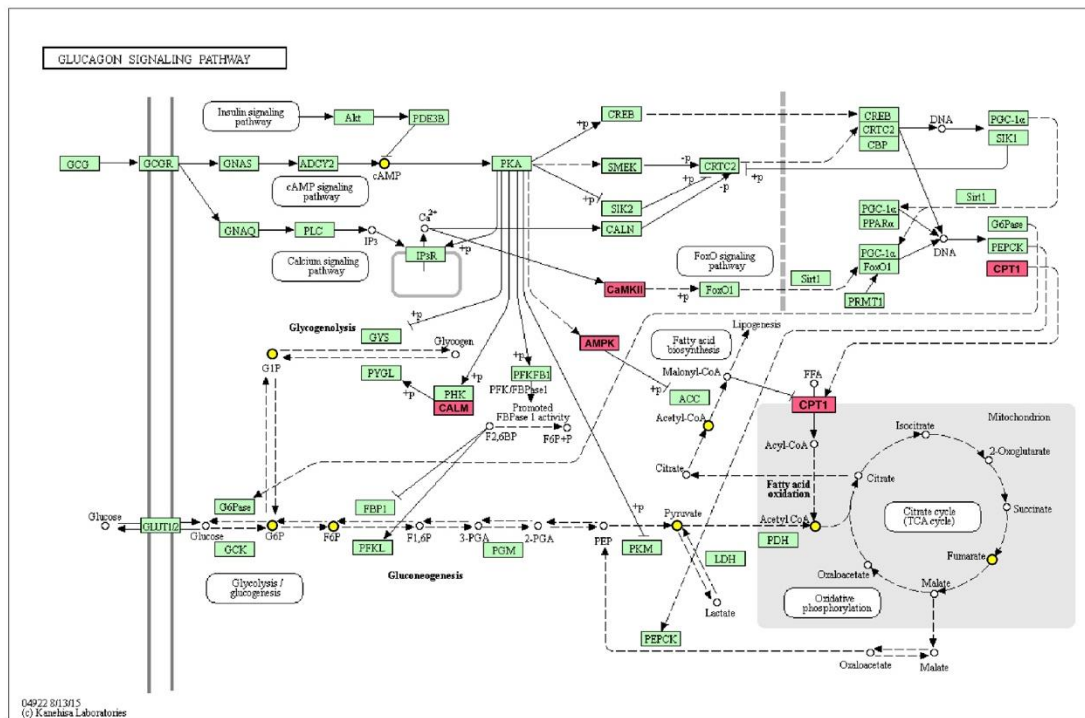 GLUCAGON SIGNALING PATHWAY
Insulin signaling
pathway
Akt
PDE3B
GCG
GCGR
GNAS
ADCY2
cAMP
cAMP signaling
pathway
GNAQ
PLC
IP3
Ca2+
IP3R
Calcium signaling
pathway
PKA
+p
CREB
SMEK
-p
CRTC2
+p
+p
SIK2
-p
CALN
+p
CaMKII
+p
FoxO1
FoxO signaling
pathway
Sirt1
CREB
CRTC2
CBP
DNA
PGC-1α
SIK1
+p
PGC-1α
PPARα
Sirt1
PGC-1α
FoxO1
PRMT1
DNA
G6Pase
PEPCK
CPT1
Glycogenolysis
+p
GYS
G1P
Glycogen
PYGL
+p
+p
PHK
CALM
+p
PFKFB1
PFK/FBPase1
Promoted
FBPase 1 activity
F2,6BP
F6P+P
AMPK
Fatty acid
biosynthesis
Lipogenesis
Malonyl-CoA
+p
ACC
Acetyl-CoA
Citrate
FFA
CPT1
Acyl-CoA
Fatty acid
oxidation
Acetyl CoA
Mitochondrion
Isocitrate
2-Oxoglutarate
Citrate
Succinate
Citrate cycle
(TCA cycle)
Fumarate
Oxaloacetate
Malate
Oxidative
phosphorylation
Glucose
GLUT1/2
Glucose
G6Pase
GCK
G6P
F6P
FBP1
PFKL
F1,6P
3-PGA
PGM
2-PGA
PEP
+p
PKM
Pyruvate
LDH
PDH
Lactate
Gluconeogenesis
Glycolysis /
glucogenesis
PEPCK
Oxaloacetate
Malate
04922 8/13/15
(c) Kanehisa Laboratories